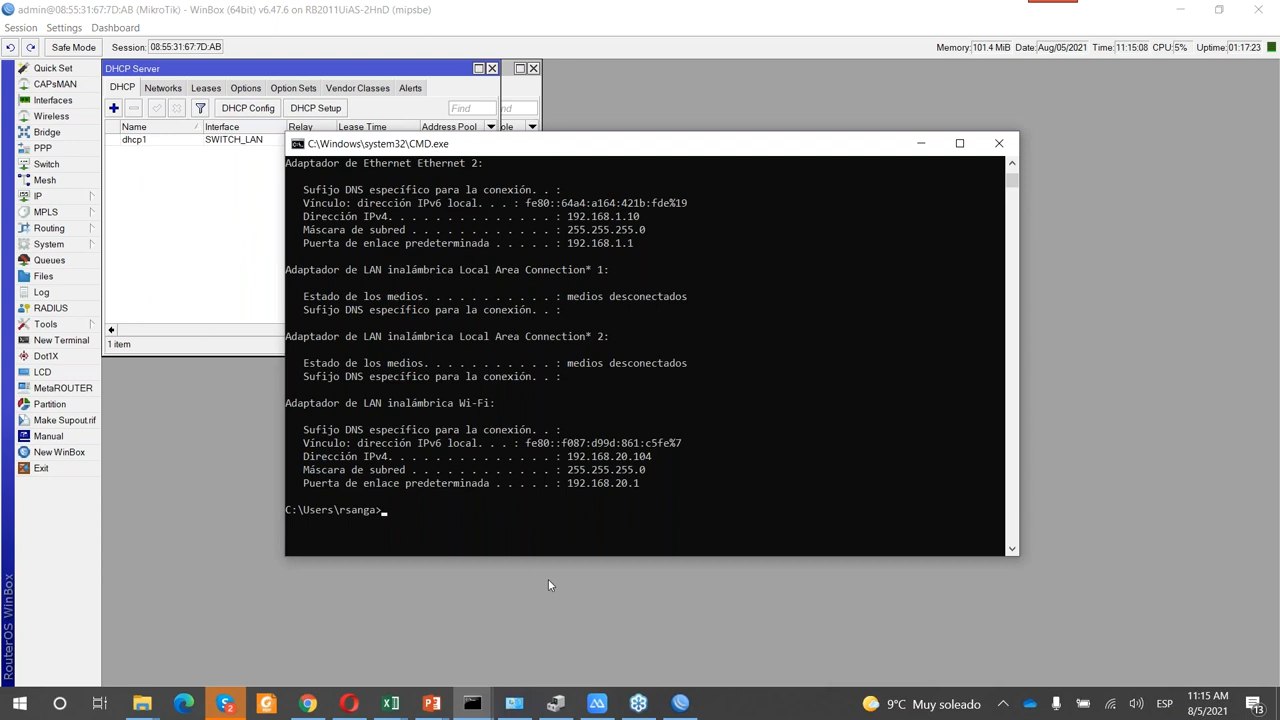 admin@08:55:31:67:7D:AB (MikroTik) - WinBox (64bit) v6.47.6 on RB2011UiAS-2HnD (mipsbe)
Session Settings Dashboard
Safe Mode Session: 08:55:31:67:7D:AB Memory: 101.4 MiB Date: Aug/05/2021 Time: 11:15:08 CPU: 5% Uptime: 01:17:23
Quick Set
CAPsMAN
Interfaces
Wireless
Bridge
PPP
Switch
Mesh
IP
MPLS
Routing
System
Queues
Files
Log
RADIUS
Tools
New Terminal
Dot1X
LCD
MetaROUTER
Partition
Make Supout.rif
Manual
New WinBox
Exit
RouterOS WinBox
DHCP Server
DHCP Networks Leases Options Option Sets Vendor Classes Alerts
DHCP Config DHCP Setup Find nd
Name Interface Relay Lease Time Address Pool ole
dhcp1 SWITCH_LAN
1 item
C:\Windows\system32\CMD.exe
Adaptador de Ethernet Ethernet 2:
Sufijo DNS específico para la conexión. . :
Vínculo: dirección IPv6 local. . . : fe80::64a4:a164:421b:fde%19
Dirección IPv4. . . . . . . . . . . . . . : 192.168.1.10
Máscara de subred . . . . . . . . . . . . : 255.255.255.0
Puerta de enlace predeterminada . . . . . : 192.168.1.1
Adaptador de LAN inalámbrica Local Area Connection* 1:
Estado de los medios. . . . . . . . . . . : medios desconectados
Sufijo DNS específico para la conexión. . :
Adaptador de LAN inalámbrica Local Area Connection* 2:
Estado de los medios. . . . . . . . . . . : medios desconectados
Sufijo DNS específico para la conexión. . :
Adaptador de LAN inalámbrica Wi-Fi:
Sufijo DNS específico para la conexión. . :
Vínculo: dirección IPv6 local. . . : fe80::f087:d99d:861:c5fe%7
Dirección IPv4. . . . . . . . . . . . . . : 192.168.20.104
Máscara de subred . . . . . . . . . . . . : 255.255.255.0
Puerta de enlace predeterminada . . . . . : 192.168.20.1
C:\Users\rsanga>_
9°C Muy soleado ESP 11:15 AM
8/5/2021
13